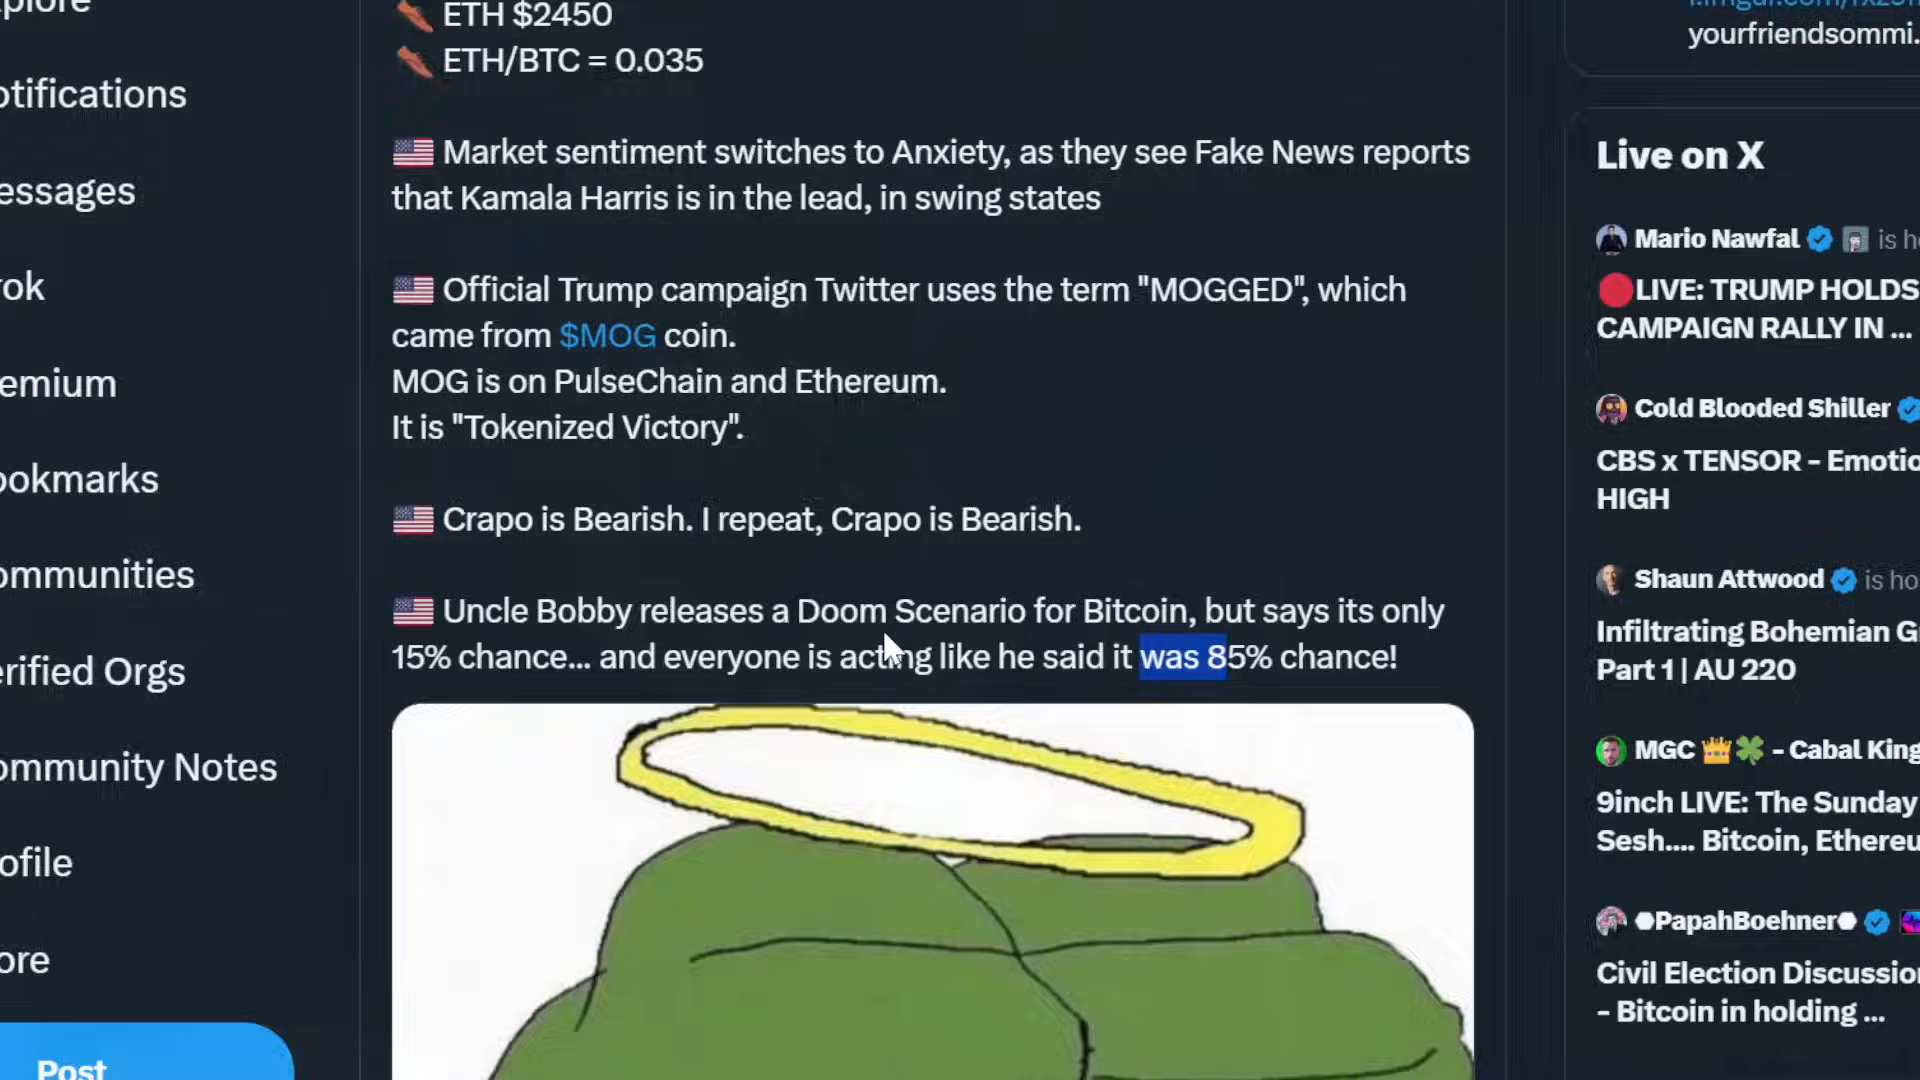 plore
otifications
essages
rok
emium
ookmarks
ommunities
erified Orgs
ommunity Notes
rofile
ore
Post
ETH $2450
ETH/BTC = 0.035
Market sentiment switches to Anxiety, as they see Fake News reports
that Kamala Harris is in the lead, in swing states
Official Trump campaign Twitter uses the term "MOGGED", which
came from $MOG coin.
MOG is on PulseChain and Ethereum.
It is "Tokenized Victory".
Crapo is Bearish. I repeat, Crapo is Bearish.
Uncle Bobby releases a Doom Scenario for Bitcoin, but says its only
15% chance... and everyone is acting like he said it was 85% chance!
yourfriendsommi.
Live on X
Mario Nawfal is ho
LIVE: TRUMP HOLDS
CAMPAIGN RALLY IN ...
Cold Blooded Shiller
CBS x TENSOR - Emotio
HIGH
Shaun Attwood is ho
Infiltrating Bohemian G
Part 1 | AU 220
MGC - Cabal King
9inch LIVE: The Sunday
Sesh.... Bitcoin, Ethereu
PapahBoehner
Civil Election Discussion
- Bitcoin in holding ...